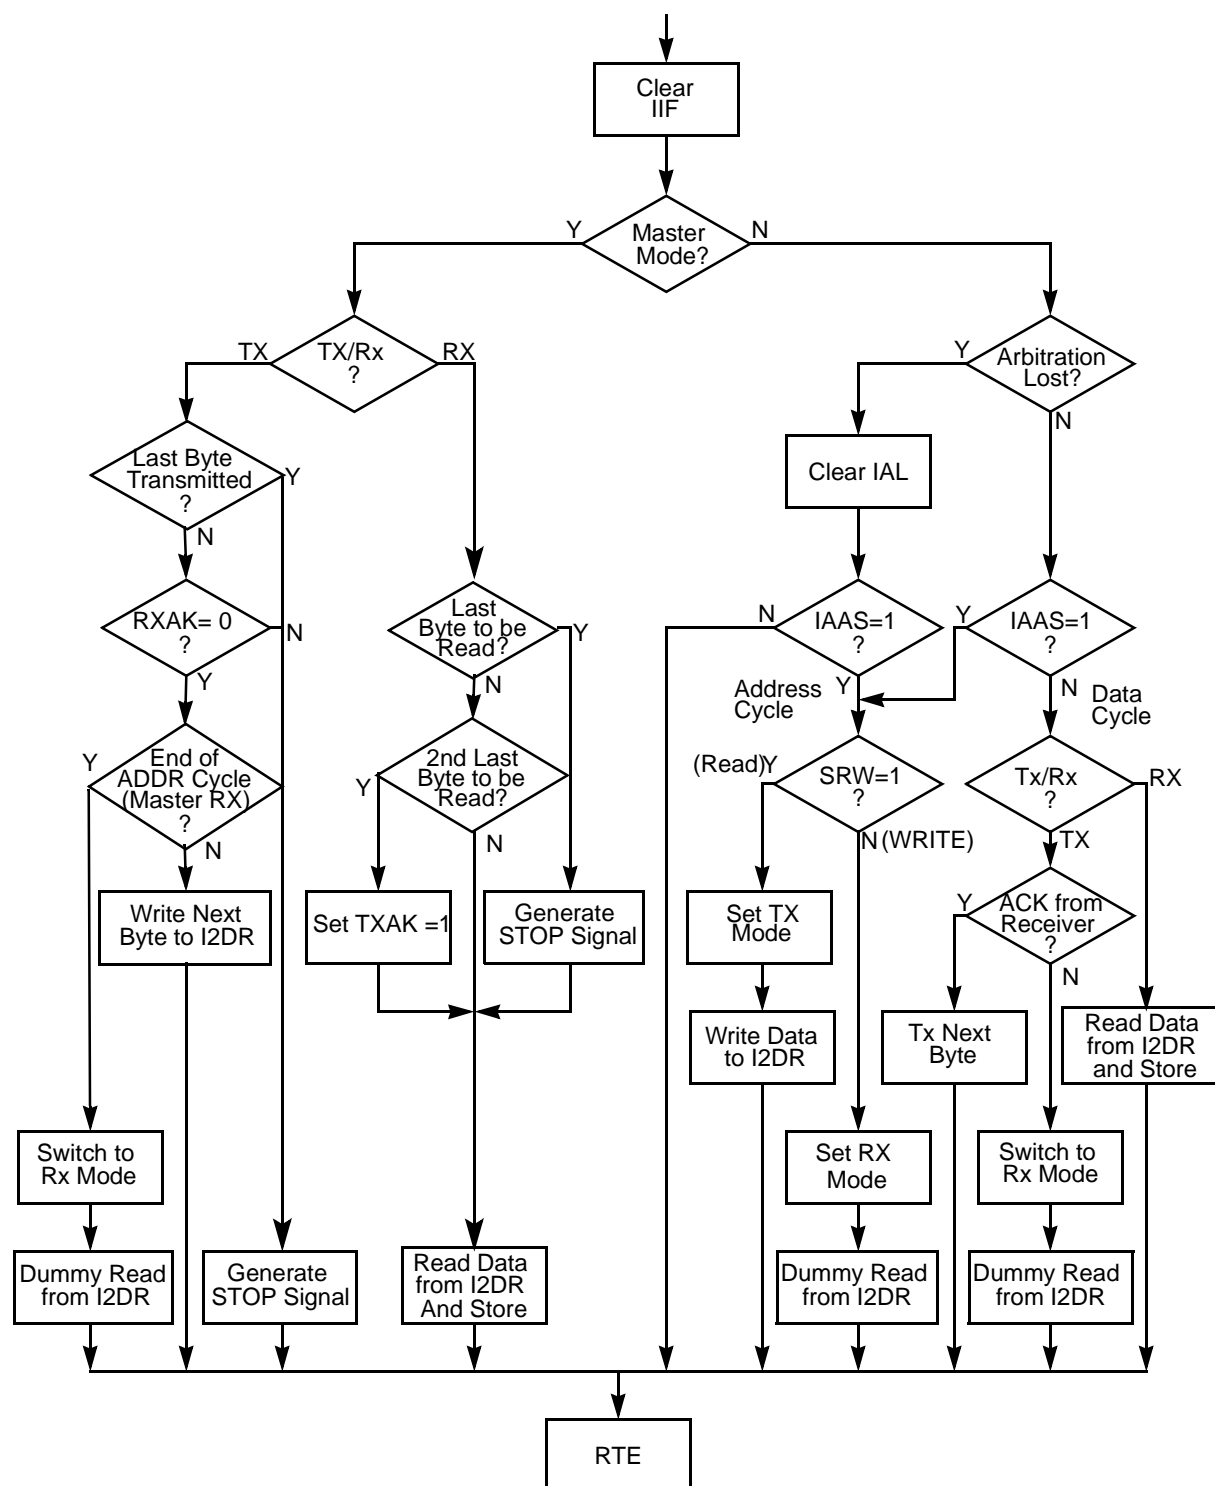 Clear
IIF
Y
Master
Mode?
N
TX
TX/Rx
?
RX
Y
Arbitration
Lost?
N
Last Byte
Transmitted
?
Y
N
Clear IAL
RXAK= 0
?
N
Y
Last
Byte to be
Read?
Y
N
N
IAAS=1
?
Y
Address
Cycle
Y
IAAS=1
?
N
Data
Cycle
Y
End of
ADDR Cycle
(Master RX)
?
N
2nd Last
Byte to be
Read?
Y
N
(Read)Y
SRW=1
?
N(WRITE)
Tx/Rx
?
RX
TX
Write Next
Byte to I2DR
Set TXAK =1
Generate
STOP Signal
Set TX
Mode
Y
ACK from
Receiver
?
N
Write Data
to I2DR
Tx Next
Byte
Read Data
from I2DR
and Store
Switch to
Rx Mode
Set RX
Mode
Switch to
Rx Mode
Dummy Read
from I2DR
Generate
STOP Signal
Read Data
from I2DR
And Store
Dummy Read
from I2DR
Dummy Read
from I2DR
RTE